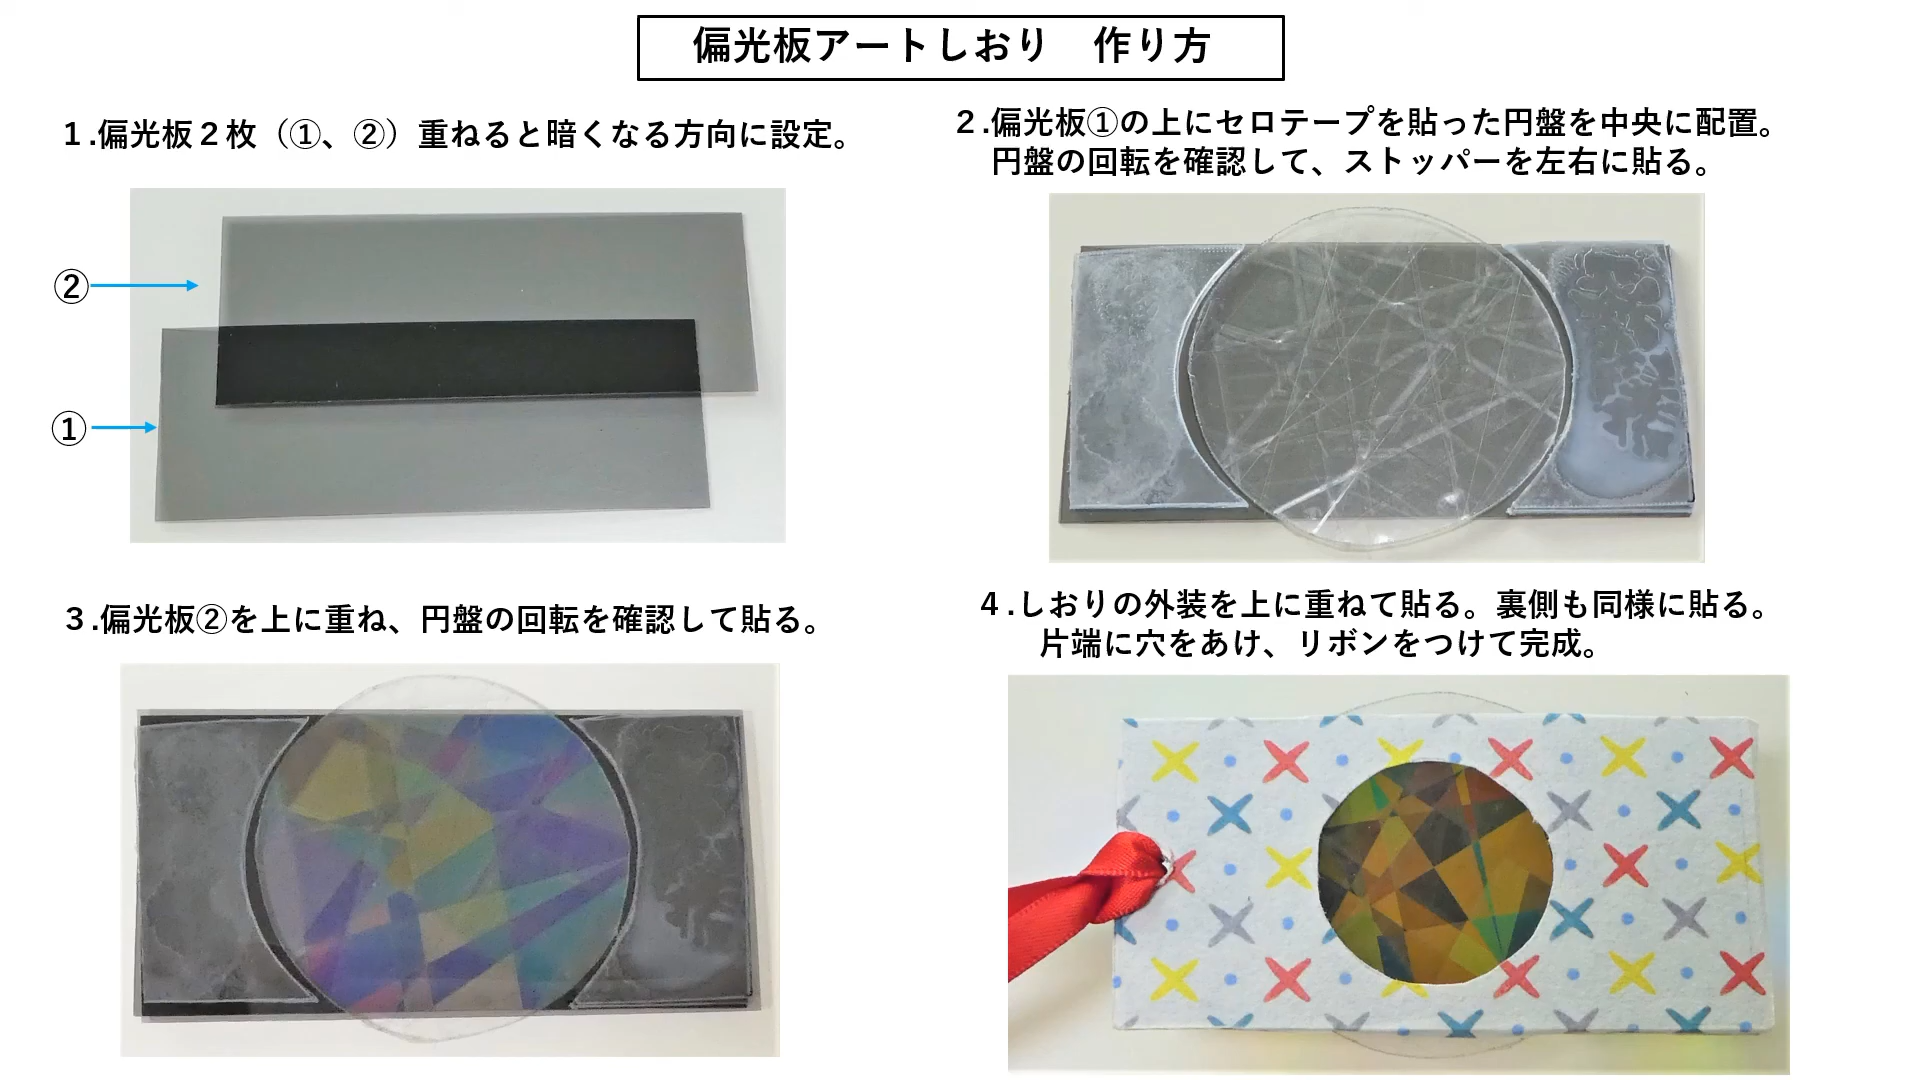 偏光板アートしおり　作り方
１.偏光板２枚（①、②）重ねると暗くなる方向に設定。
②
①
２.偏光板①の上にセロテープを貼った円盤を中央に配置。
円盤の回転を確認して、ストッパーを左右に貼る。
３.偏光板②を上に重ね、円盤の回転を確認して貼る。
４.しおりの外装を上に重ねて貼る。裏側も同様に貼る。
片端に穴をあけ、リボンをつけて完成。